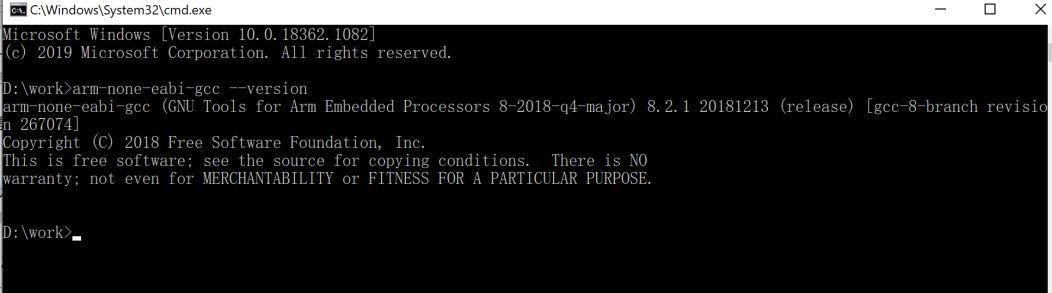 C:\Windows\System32\cmd.exe
Microsoft Windows [Version 10.0.18362.1082]
(c) 2019 Microsoft Corporation. All rights reserved.
D:\work>arm-none-eabi-gcc --version
arm-none-eabi-gcc (GNU Tools for Arm Embedded Processors 8-2018-q4-major) 8.2.1 20181213 (release) [gcc-8-branch revisio
n 267074]
Copyright (C) 2018 Free Software Foundation, Inc.
This is free software; see the source for copying conditions.  There is NO
warranty; not even for MERCHANTABILITY or FITNESS FOR A PARTICULAR PURPOSE.
D:\work>